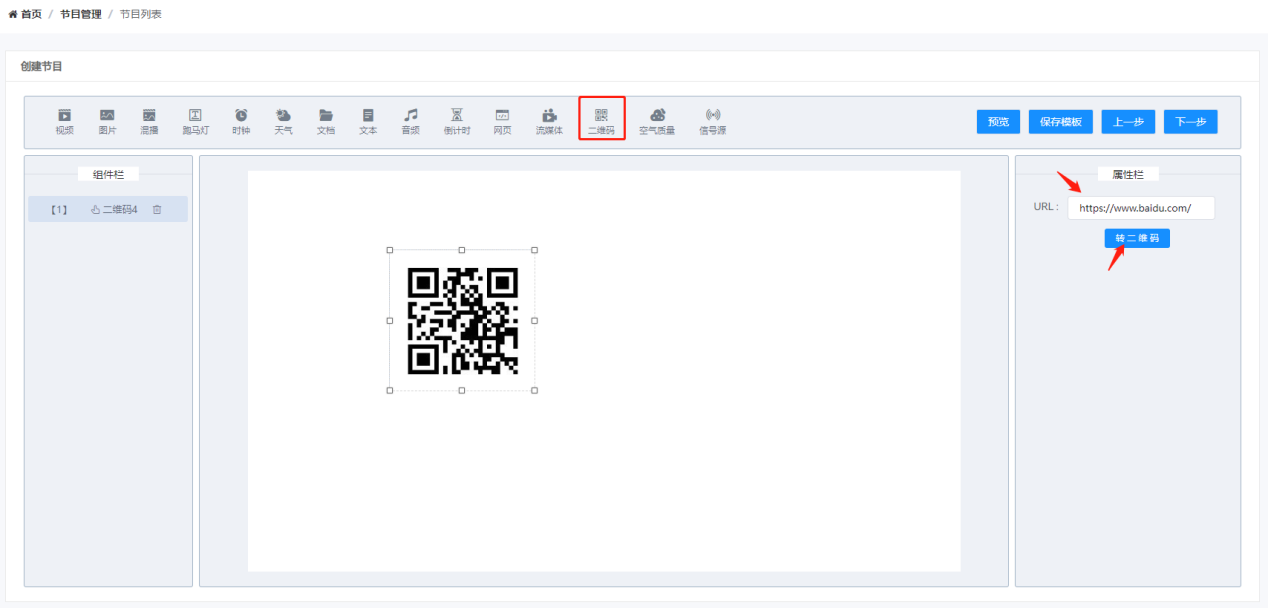 首页 / 节目管理 / 节目列表
创建节目
视频 图片 混播 跑马灯 时钟 天气 文档 文本 音频 倒计时 网页 流媒体 二维码 空气质量 信号源 预览 保存模板 上一步 下一步
组件栏
【1】 二维码4
属性栏
URL : https://www.baidu.com/
转二维码